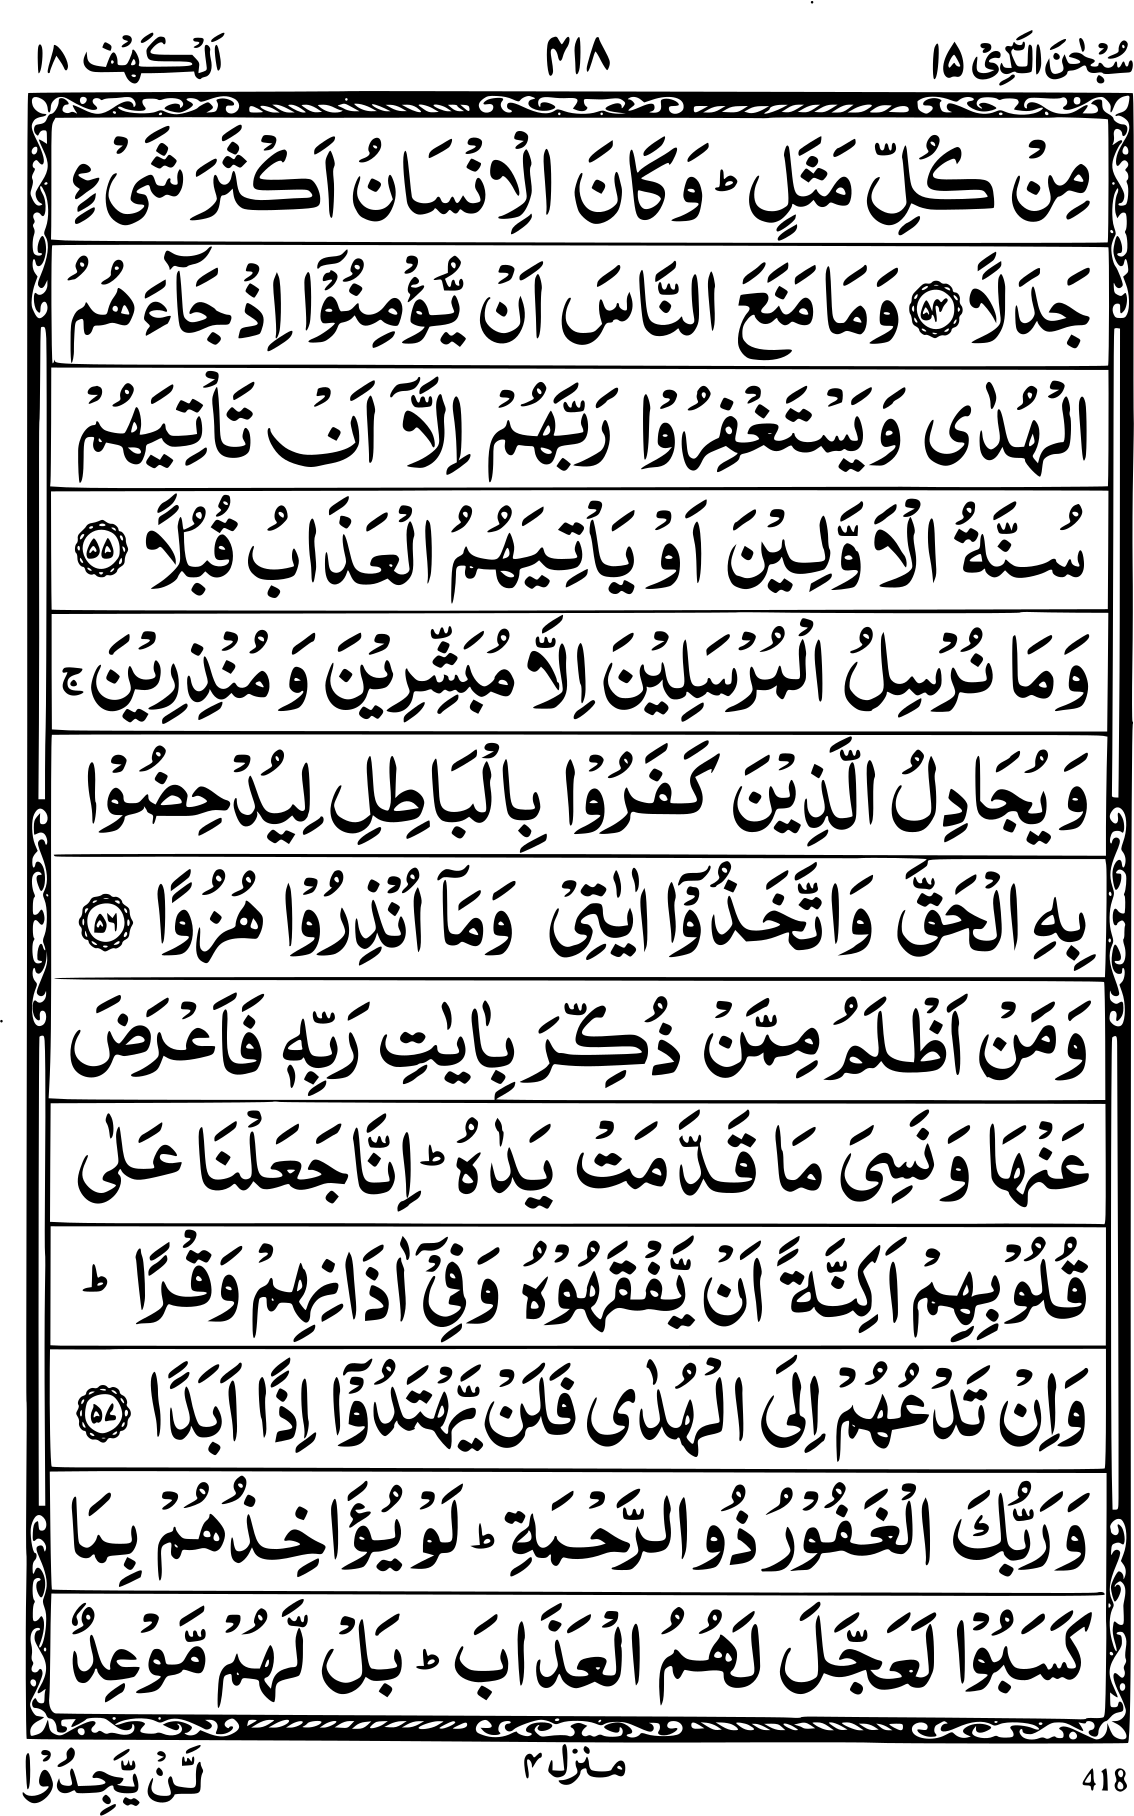 سُبْحٰنَ الَّذِیْۤ ۱۵
۴۱۸
اَلْكَهْف ۱۸
مِنْ كُلِّ مَثَلٍ ؕ وَكَانَ الْاِنْسَانُ اَكْثَرَ شَیْءٍ
جَدَلًا ۵۴ وَمَا مَنَعَ النَّاسَ اَنْ یُّؤْمِنُوْۤا اِذْ جَآءَهُمُ
الْهُدٰی وَیَسْتَغْفِرُوْا رَبَّهُمْ اِلَّاۤ اَنْ تَاْتِیَهُمْ
سُنَّةُ الْاَوَّلِیْنَ اَوْ یَاْتِیَهُمُ الْعَذَابُ قُبُلًا ۵۵
وَمَا نُرْسِلُ الْمُرْسَلِیْنَ اِلَّا مُبَشِّرِیْنَ وَمُنْذِرِیْنَ ۚ
وَیُجَادِلُ الَّذِیْنَ كَفَرُوْا بِالْبَاطِلِ لِیُدْحِضُوْا
بِهِ الْحَقَّ وَاتَّخَذُوْۤا اٰیٰتِیْ وَمَاۤ اُنْذِرُوْا هُزُوًا ۵۶
وَمَنْ اَظْلَمُ مِمَّنْ ذُكِّرَ بِاٰیٰتِ رَبِّهٖ فَاَعْرَضَ
عَنْهَا وَنَسِیَ مَا قَدَّمَتْ یَدٰهُ ؕ اِنَّا جَعَلْنَا عَلٰی
قُلُوْبِهِمْ اَكِنَّةً اَنْ یَّفْقَهُوْهُ وَفِیْۤ اٰذَانِهِمْ وَقْرًا ؕ
وَاِنْ تَدْعُهُمْ اِلَی الْهُدٰی فَلَنْ یَّهْتَدُوْۤا اِذًا اَبَدًا ۵۷
وَرَبُّكَ الْغَفُوْرُ ذُو الرَّحْمَةِ ؕ لَوْ یُؤَاخِذُهُمْ بِمَا
كَسَبُوْا لَعَجَّلَ لَهُمُ الْعَذَابَ ؕ بَلْ لَّهُمْ مَّوْعِدٌ
لَّنْ یَّجِدُوْا
منزل ۴
418